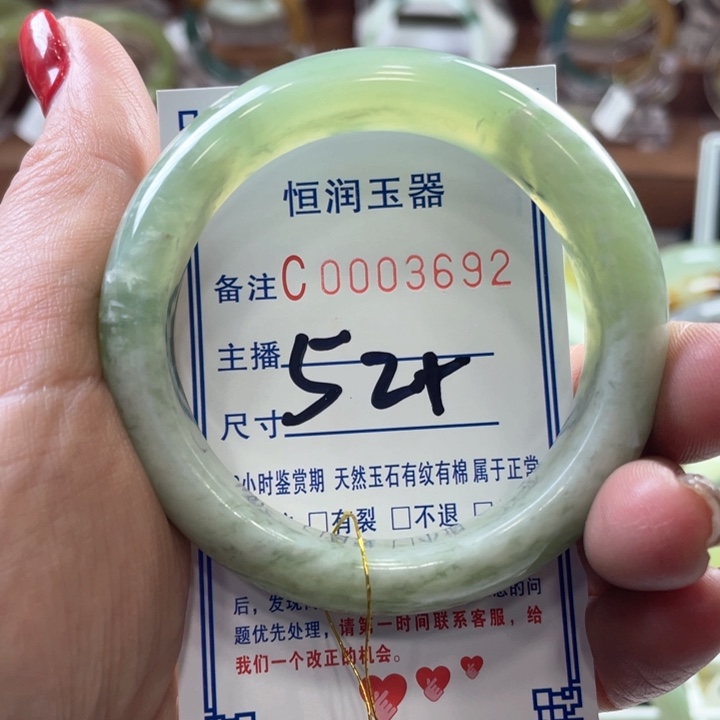 恒润玉器
备注C0003692
主播
52+
尺寸
小时鉴赏期 天然玉石有纹有棉属于正常
□有裂 □不退 □
后,发现 的问
题优先处理,请第一时间联系客服,给
我们一个改正的机会。